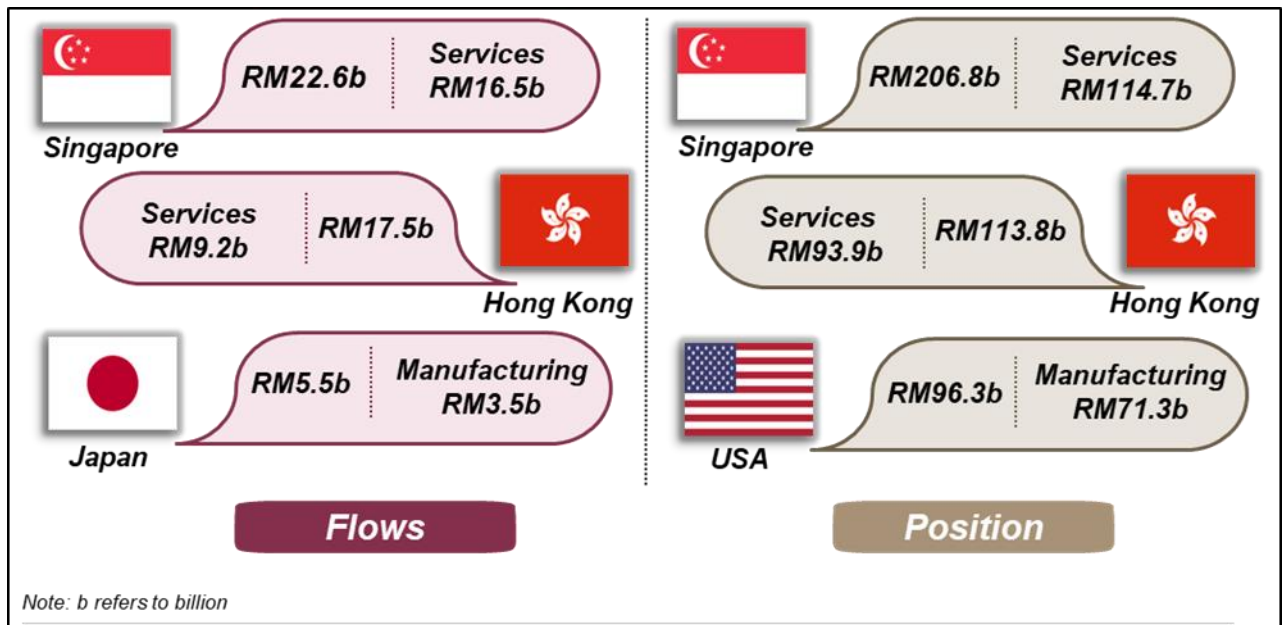 RM22.6b
Services
RM16.5b
Singapore
Services
RM9.2b
RM17.5b
Hong Kong
RM5.5b
Manufacturing
RM3.5b
Japan
Flows
RM206.8b
Services
RM114.7b
Singapore
Services
RM93.9b
RM113.8b
Hong Kong
RM96.3b
Manufacturing
RM71.3b
USA
Position
Note: b refers to billion